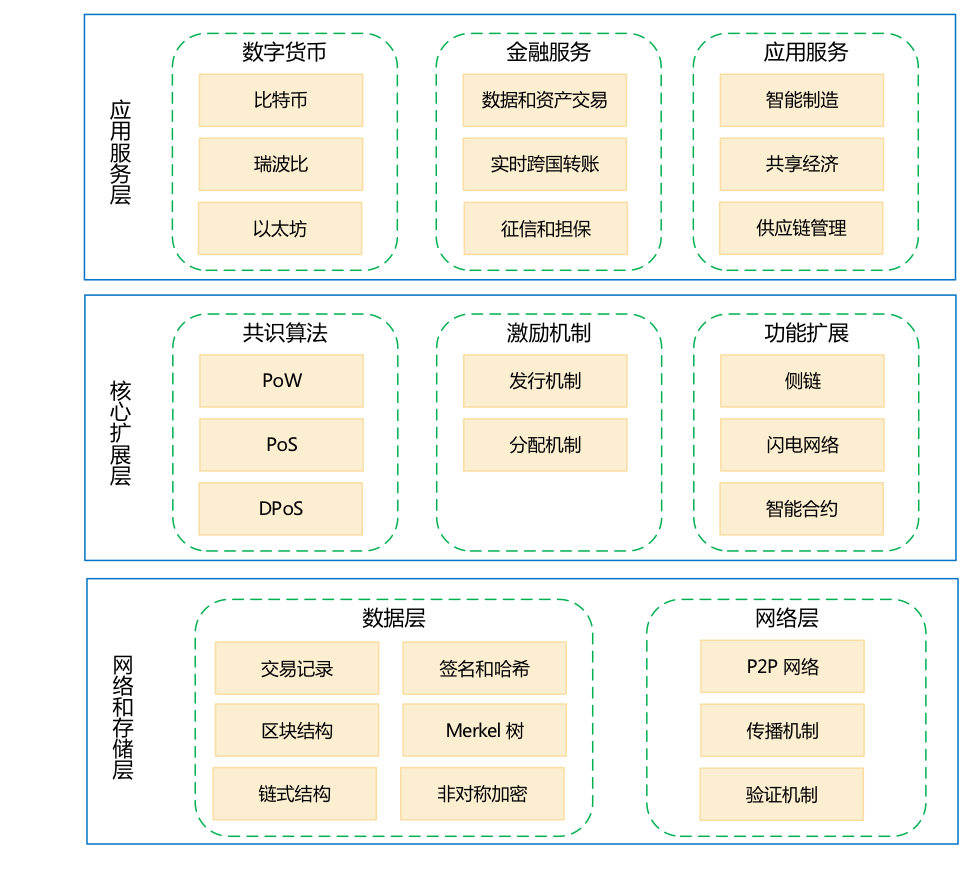 应用服务层
数字货币
比特币
瑞波比
以太坊
金融服务
数据和资产交易
实时跨国转账
征信和担保
应用服务
智能制造
共享经济
供应链管理
核心扩展层
共识算法
PoW
PoS
DPoS
激励机制
发行机制
分配机制
功能扩展
侧链
闪电网络
智能合约
网络和存储层
数据层
交易记录
签名和哈希
区块结构
Merkel 树
链式结构
非对称加密
网络层
P2P 网络
传播机制
验证机制